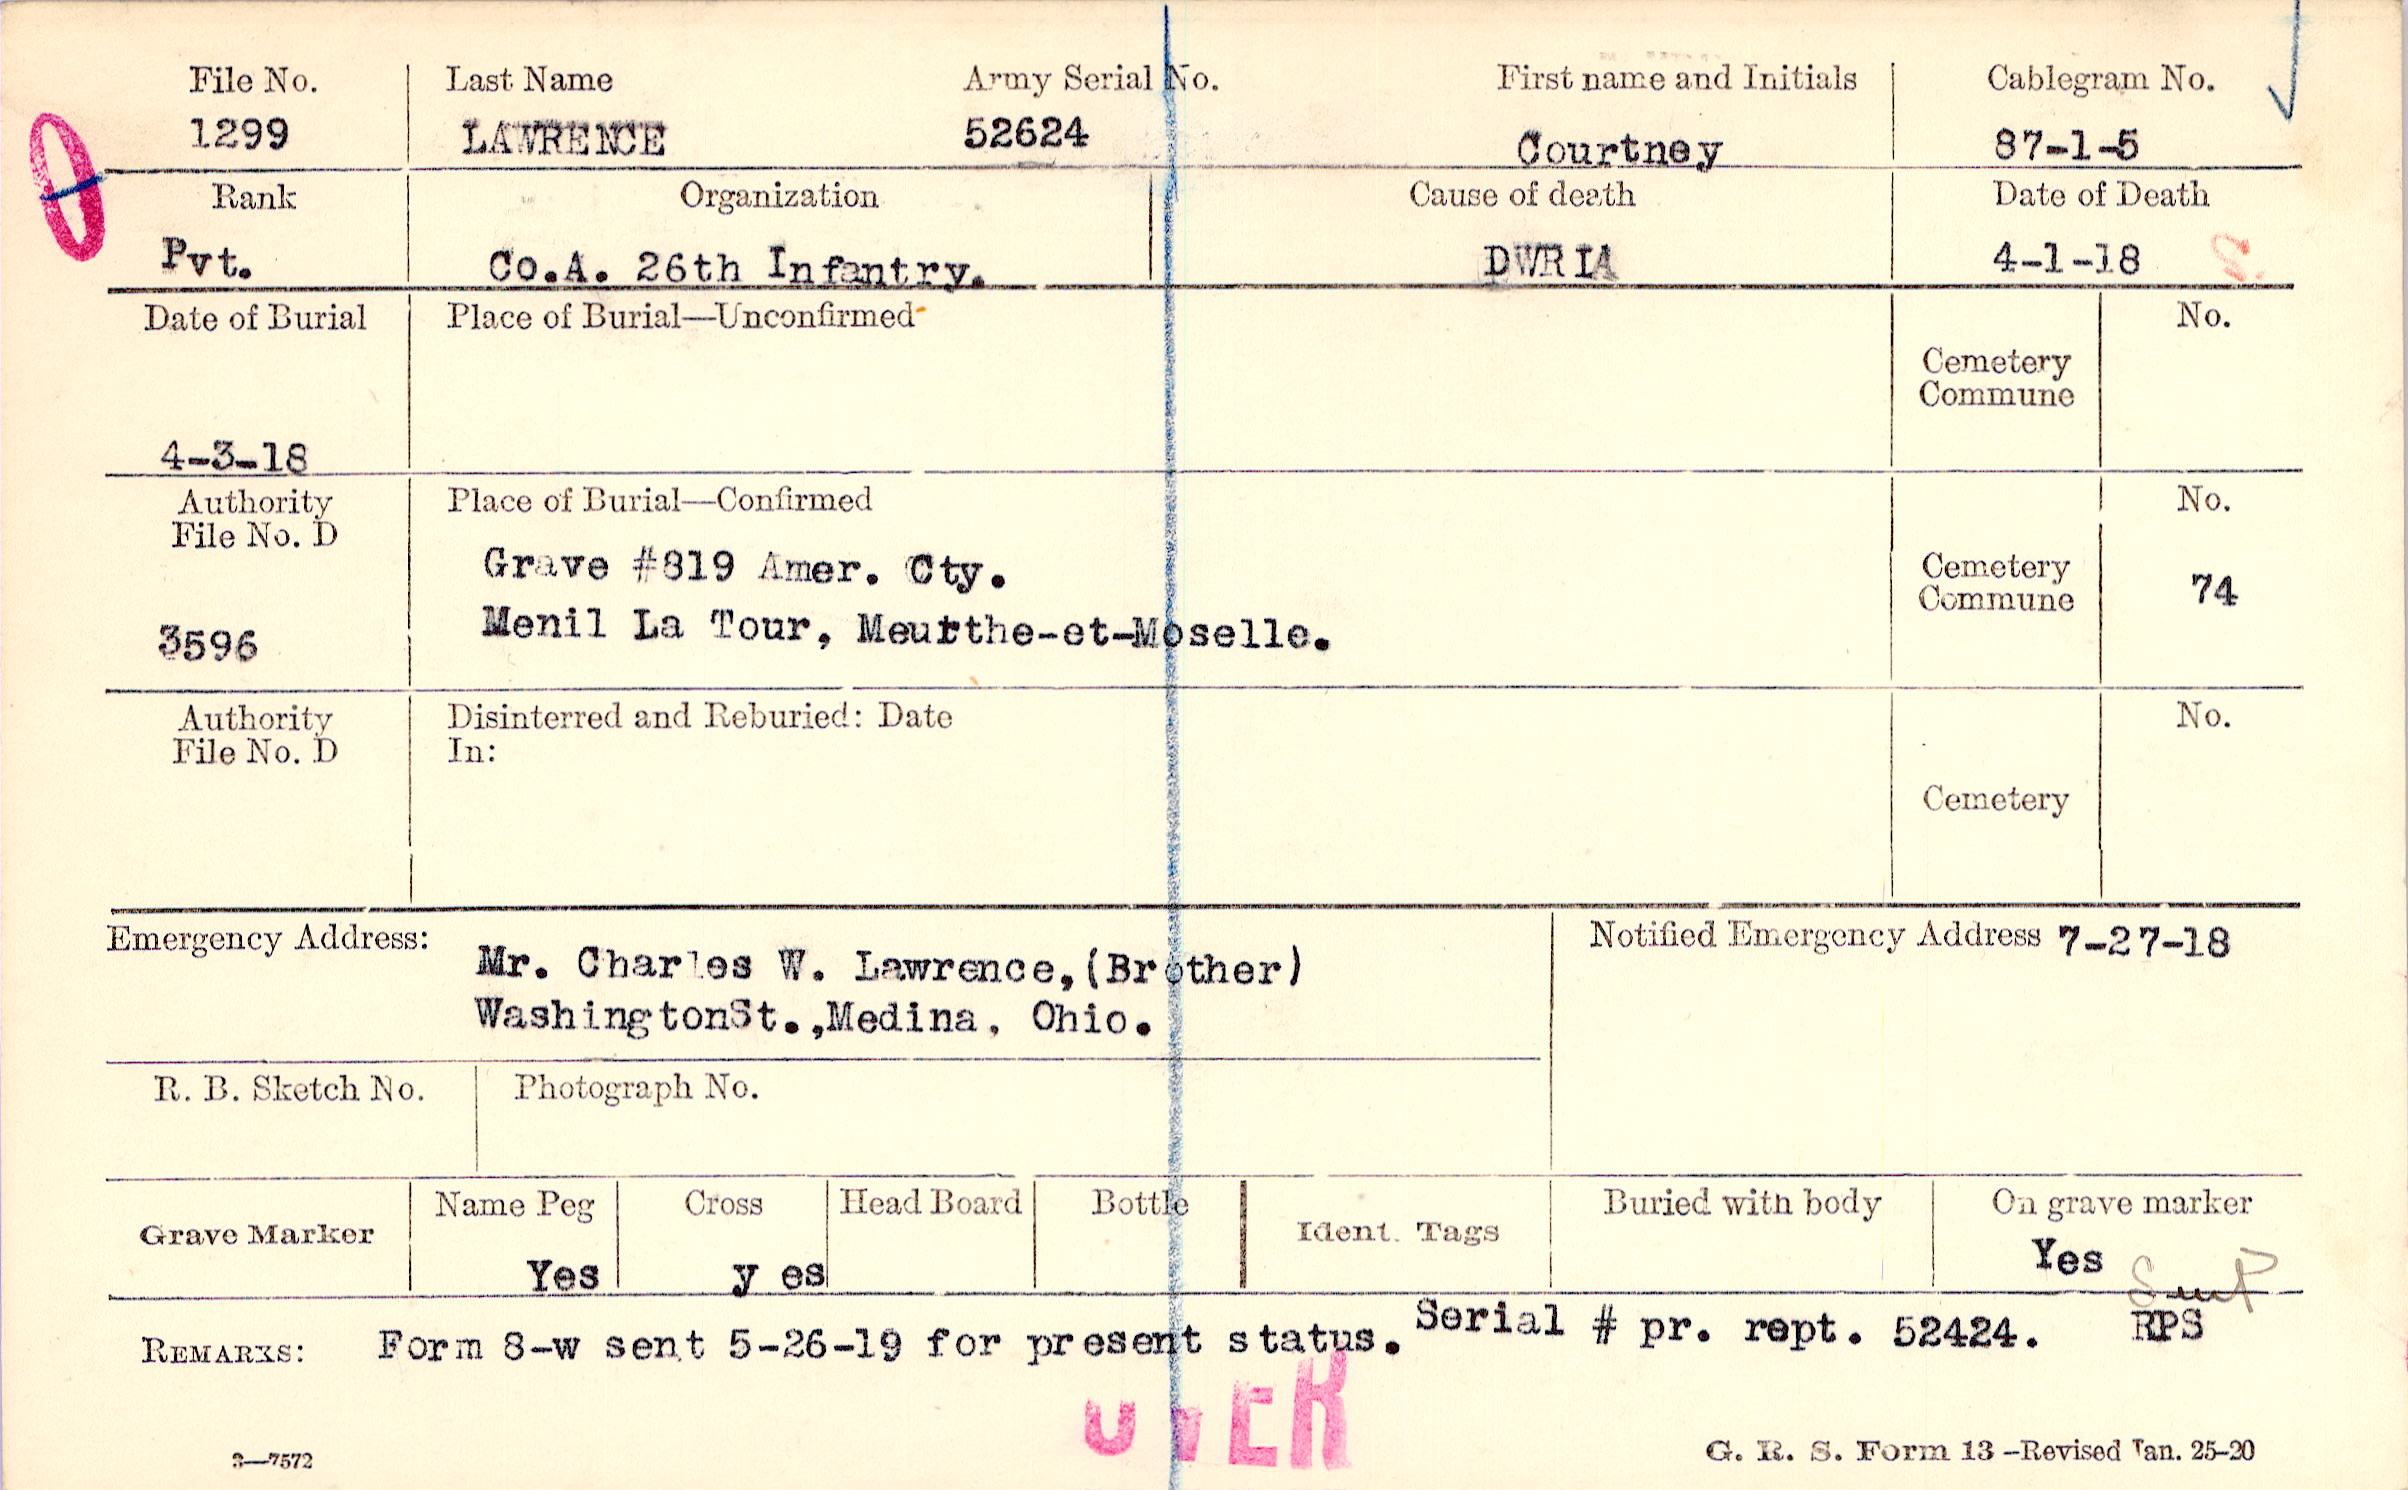 File No. Last Name Army Serial No. First name and Initials Cablegram No.
1299 LAWRENCE 52624 Courtney 87-1-5
Rank Organization Cause of death Date of Death
Pvt. Co.A. 26th Infantry. DWRIA 4-1-18 S
Date of Burial Place of Burial—Unconfirmed No.
Cemetery
Commune
4-3-18
Authority Place of Burial—Confirmed No.
File No. D
Grave #819 Amer. Cty. Cemetery
Commune 74
3596 Menil La Tour, Meurthe-et-Moselle.
Authority Disinterred and Reburied: Date No.
File No. D In:
Cemetery
Emergency Address: Notified Emergency Address 7-27-18
Mr. Charles W. Lawrence,(Brother)
WashingtonSt.,Medina, Ohio.
R. B. Sketch No. Photograph No.
Grave Marker Name Peg Cross Head Board Bottle Ident. Tags Buried with body On grave marker
Yes y es Yes
REMARKS: Form 8-w sent 5-26-19 for present status. Serial # pr. rept. 52424. RPS
OVER
3—7572 G. R. S. Form 13 -Revised Jan. 25-20